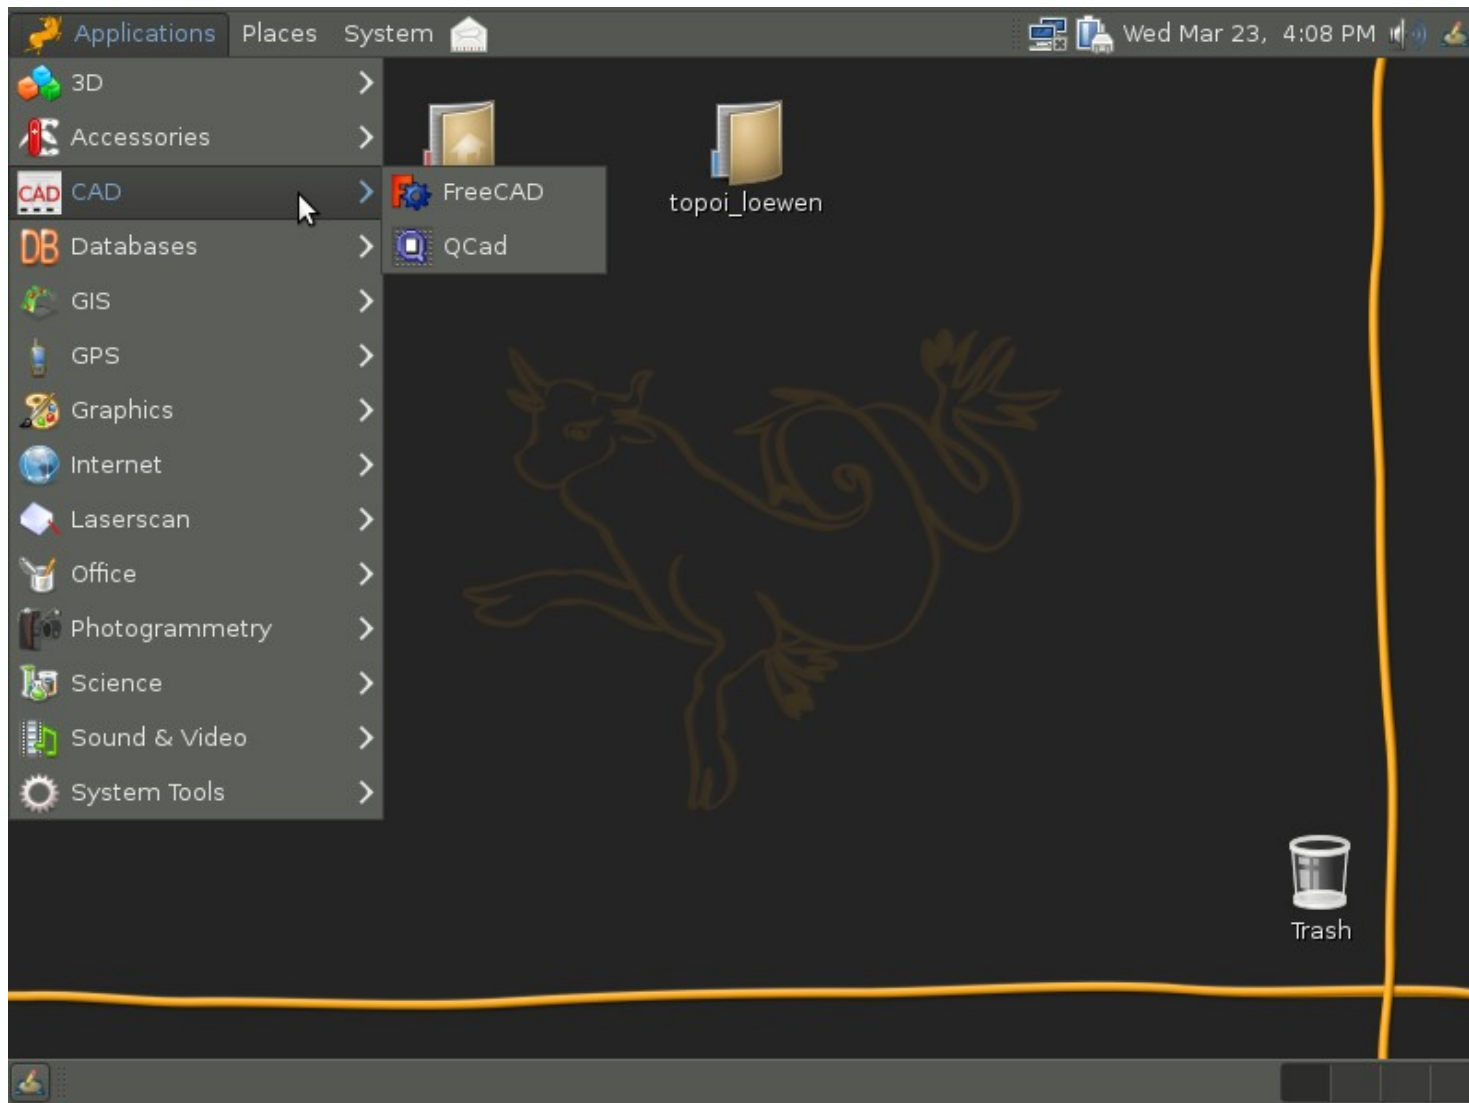 Applications Places System Wed Mar 23, 4:08 PM
3D
Accessories
topoi_loewen
CAD CAD
FreeCAD
DB Databases
QCad
GIS
GPS
Graphics
Internet
Laserscan
Office
Photogrammetry
Science
Sound & Video
System Tools
Trash